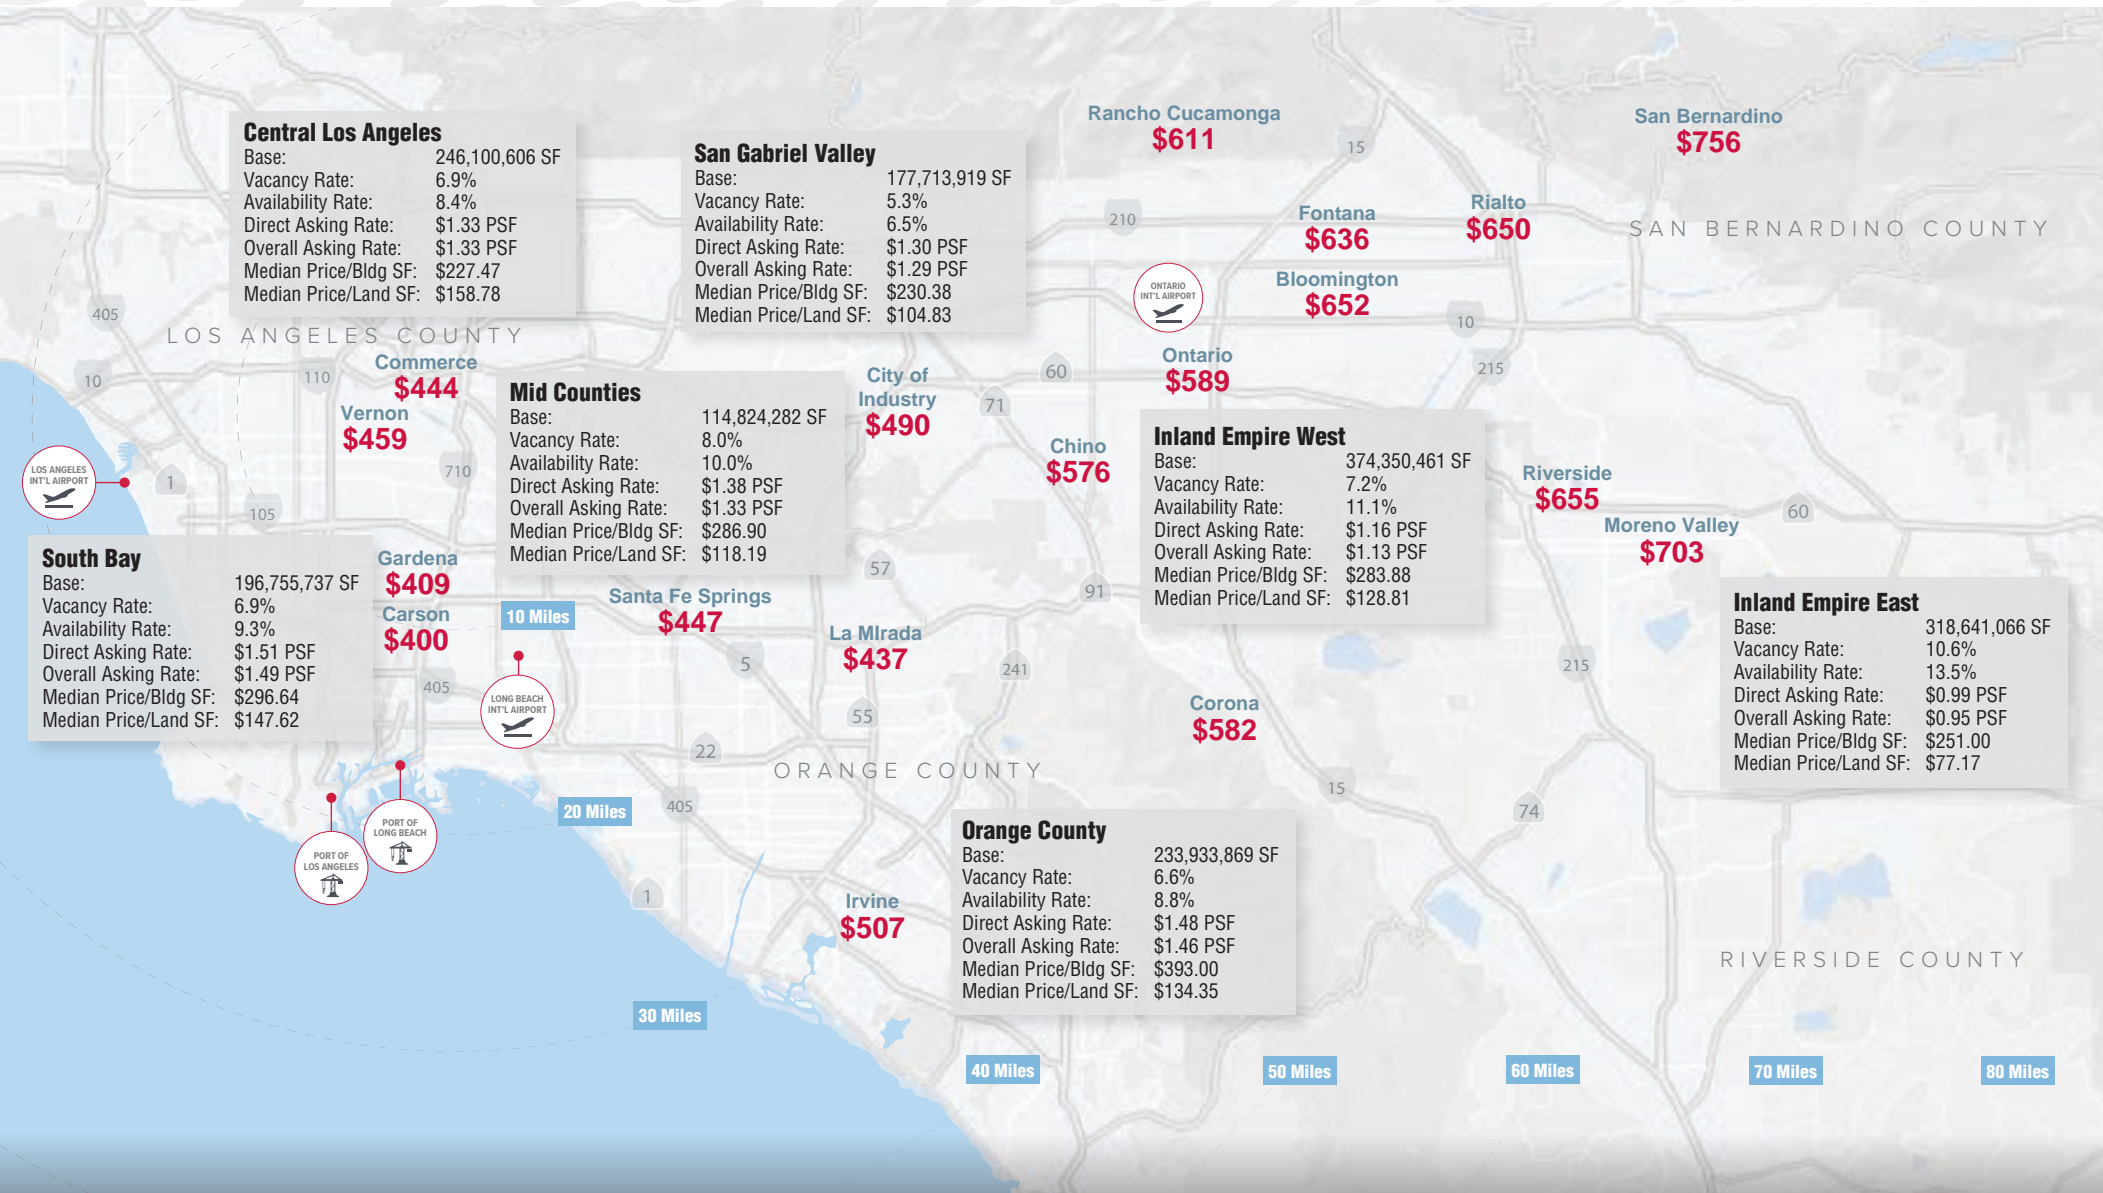 Central Los Angeles
Base: 246,100,606 SF
Vacancy Rate: 6.9%
Availability Rate: 8.4%
Direct Asking Rate: $1.33 PSF
Overall Asking Rate: $1.33 PSF
Median Price/Bldg SF: $227.47
Median Price/Land SF: $158.78
San Gabriel Valley
Base: 177,713,919 SF
Vacancy Rate: 5.3%
Availability Rate: 6.5%
Direct Asking Rate: $1.30 PSF
Overall Asking Rate: $1.29 PSF
Median Price/Bldg SF: $230.38
Median Price/Land SF: $104.83
Rancho Cucamonga
$611
15
San Bernardino
$756
210
Fontana
$636
Rialto
$650
SAN BERNARDINO COUNTY
Bloomington
$652
ONTARIO
INT'L AIRPORT
10
405
LOS ANGELES COUNTY
Commerce
$444
10
110
Vernon
$459
Mid Counties
Base: 114,824,282 SF
Vacancy Rate: 8.0%
Availability Rate: 10.0%
Direct Asking Rate: $1.38 PSF
Overall Asking Rate: $1.33 PSF
Median Price/Bldg SF: $286.90
Median Price/Land SF: $118.19
City of
Industry
$490
60
71
Ontario
$589
215
Chino
$576
Inland Empire West
Base: 374,350,461 SF
Vacancy Rate: 7.2%
Availability Rate: 11.1%
Direct Asking Rate: $1.16 PSF
Overall Asking Rate: $1.13 PSF
Median Price/Bldg SF: $283.88
Median Price/Land SF: $128.81
Riverside
$655
Moreno Valley
$703
60
LOS ANGELES
INT'L AIRPORT
1
105
710
South Bay
Base: 196,755,737 SF
Vacancy Rate: 6.9%
Availability Rate: 9.3%
Direct Asking Rate: $1.51 PSF
Overall Asking Rate: $1.49 PSF
Median Price/Bldg SF: $296.64
Median Price/Land SF: $147.62
Gardena
$409
Carson
$400
405
10 Miles
LONG BEACH
INT'L AIRPORT
Santa Fe Springs
$447
57
91
La MIrada
$437
5
241
55
22
Corona
$582
215
Inland Empire East
Base: 318,641,066 SF
Vacancy Rate: 10.6%
Availability Rate: 13.5%
Direct Asking Rate: $0.99 PSF
Overall Asking Rate: $0.95 PSF
Median Price/Bldg SF: $251.00
Median Price/Land SF: $77.17
ORANGE COUNTY
15
74
20 Miles
405
PORT OF
LONG BEACH
PORT OF
LOS ANGELES
1
Irvine
$507
Orange County
Base: 233,933,869 SF
Vacancy Rate: 6.6%
Availability Rate: 8.8%
Direct Asking Rate: $1.48 PSF
Overall Asking Rate: $1.46 PSF
Median Price/Bldg SF: $393.00
Median Price/Land SF: $134.35
RIVERSIDE COUNTY
30 Miles
40 Miles
50 Miles
60 Miles
70 Miles
80 Miles